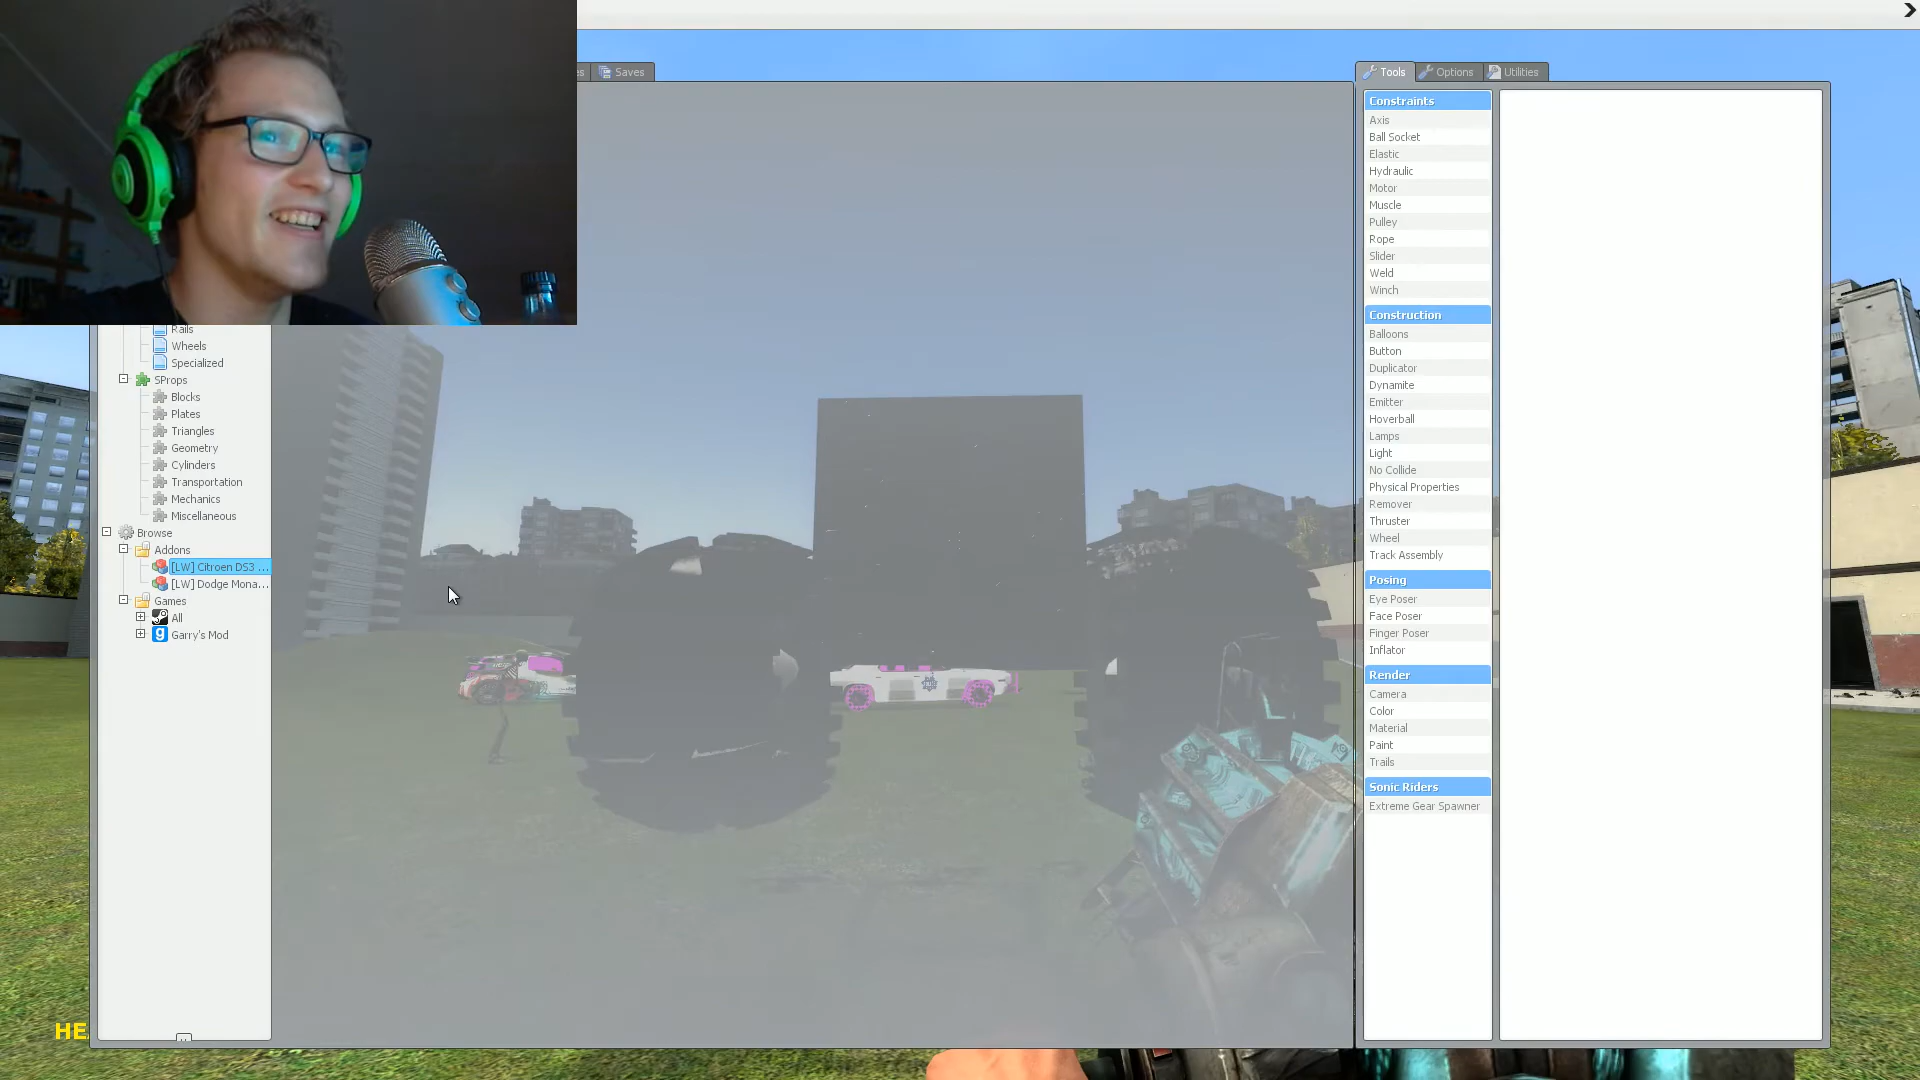 es
Saves
Tools
Options
Utilities
Rails
Wheels
Specialized
SProps
Blocks
Plates
Triangles
Geometry
Cylinders
Transportation
Mechanics
Miscellaneous
Browse
Addons
[LW] Citroen DS3 ...
[LW] Dodge Mona...
Games
All
Garry's Mod
HE
Constraints
Axis
Ball Socket
Elastic
Hydraulic
Motor
Muscle
Pulley
Rope
Slider
Weld
Winch
Construction
Balloons
Button
Duplicator
Dynamite
Emitter
Hoverball
Lamps
Light
No Collide
Physical Properties
Remover
Thruster
Wheel
Track Assembly
Posing
Eye Poser
Face Poser
Finger Poser
Inflator
Render
Camera
Color
Material
Paint
Trails
Sonic Riders
Extreme Gear Spawner